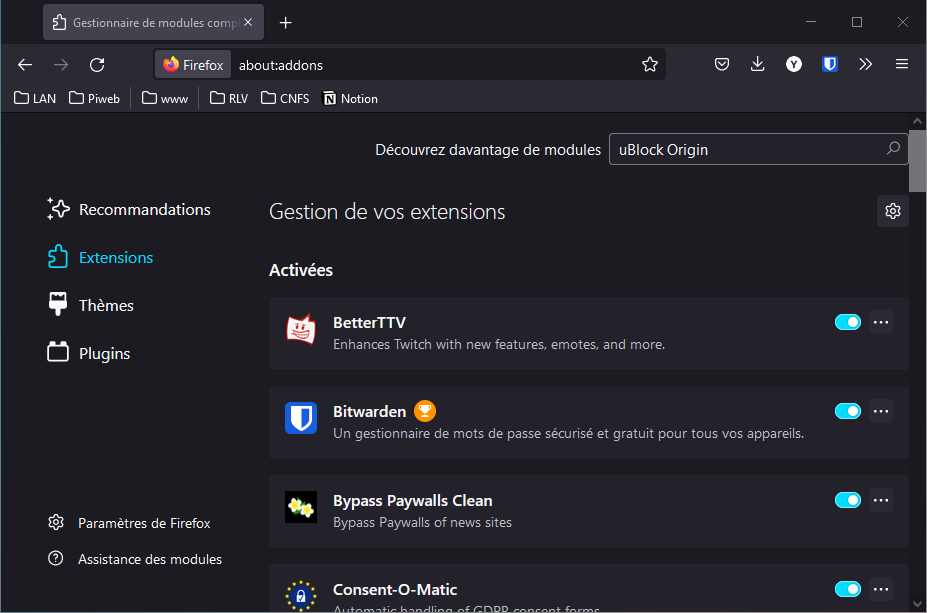 Gestionnaire de modules comp
Firefox about:addons
Y
LAN Piweb www RLV CNFS Notion
Découvrez davantage de modules uBlock Origin
Recommandations
Extensions
Thèmes
Plugins
Paramètres de Firefox
Assistance des modules
Gestion de vos extensions
Activées
BetterTTV
Enhances Twitch with new features, emotes, and more.
Bitwarden
Un gestionnaire de mots de passe sécurisé et gratuit pour tous vos appareils.
Bypass Paywalls Clean
Bypass Paywalls of news sites
Consent-O-Matic
Automatic handling of GDPR consent forms